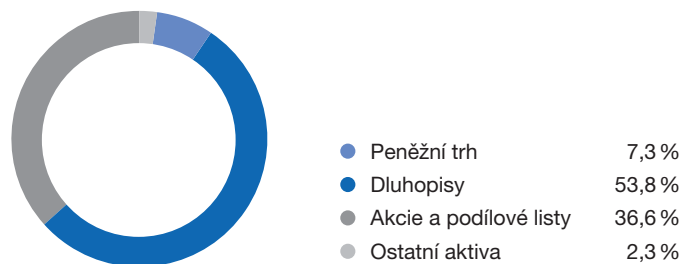 Peněžní trh 7,3 %
Dluhopisy 53,8 %
Akcie a podílové listy 36,6 %
Ostatní aktiva 2,3 %